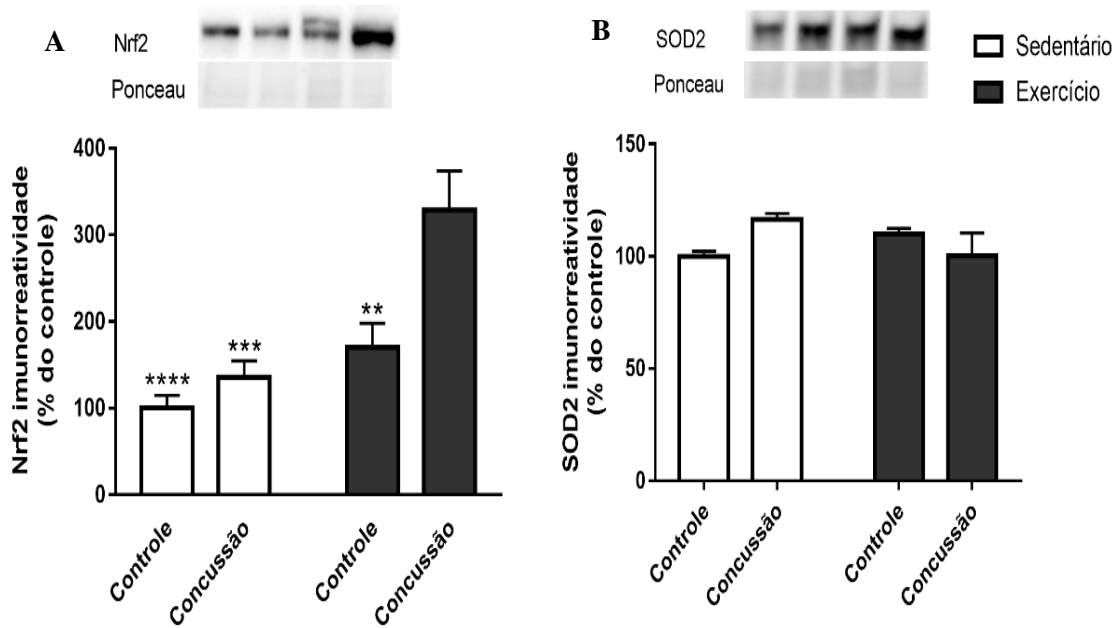 A
Nrf2
Ponceau
Nrf2 imunorreatividade
(% do controle)
400
300
200
100
0
****
***
**
Controle
Concussão
Controle
Concussão
B
SOD2
Ponceau
Sedentário
Exercício
SOD2 imunorreatividade
(% do controle)
150
100
50
0
Controle
Concussão
Controle
Concussão